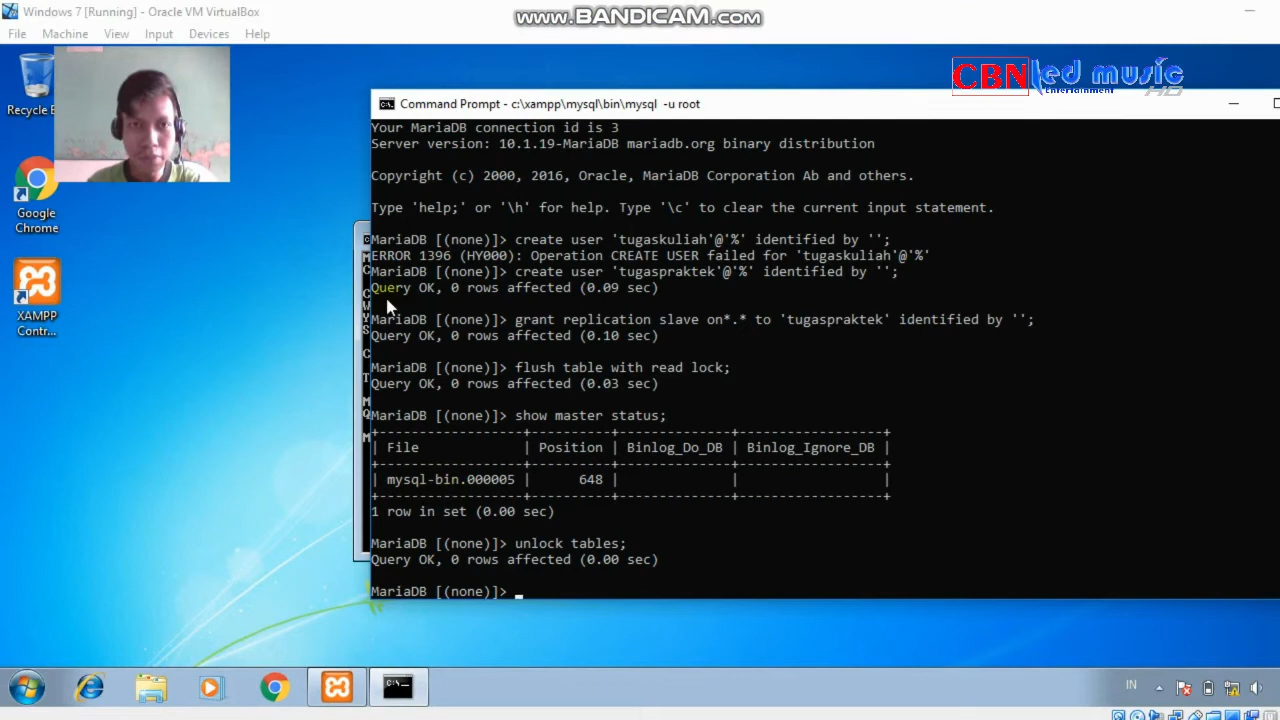 Windows 7 [Running] - Oracle VM VirtualBox
www.BANDICAM.com
File Machine View Input Devices Help
CBN led music
Entertainment HD
Recycle B
Google
Chrome
XAMPP
Contr...
Command Prompt - c:\xampp\mysql\bin\mysql -u root
Your MariaDB connection id is 3
Server version: 10.1.19-MariaDB mariadb.org binary distribution
Copyright (c) 2000, 2016, Oracle, MariaDB Corporation Ab and others.
Type 'help;' or '\h' for help. Type '\c' to clear the current input statement.
MariaDB [(none)]> create user 'tugaskuliah'@'%' identified by '';
ERROR 1396 (HY000): Operation CREATE USER failed for 'tugaskuliah'@'%'
MariaDB [(none)]> create user 'tugaspraktek'@'%' identified by '';
Query OK, 0 rows affected (0.09 sec)
MariaDB [(none)]> grant replication slave on*.* to 'tugaspraktek' identified by '';
Query OK, 0 rows affected (0.10 sec)
MariaDB [(none)]> flush table with read lock;
Query OK, 0 rows affected (0.03 sec)
MariaDB [(none)]> show master status;
| File | Position | Binlog_Do_DB | Binlog_Ignore_DB |
| mysql-bin.000005 | 648 | | |
1 row in set (0.00 sec)
MariaDB [(none)]> unlock tables;
Query OK, 0 rows affected (0.00 sec)
MariaDB [(none)]>
IN